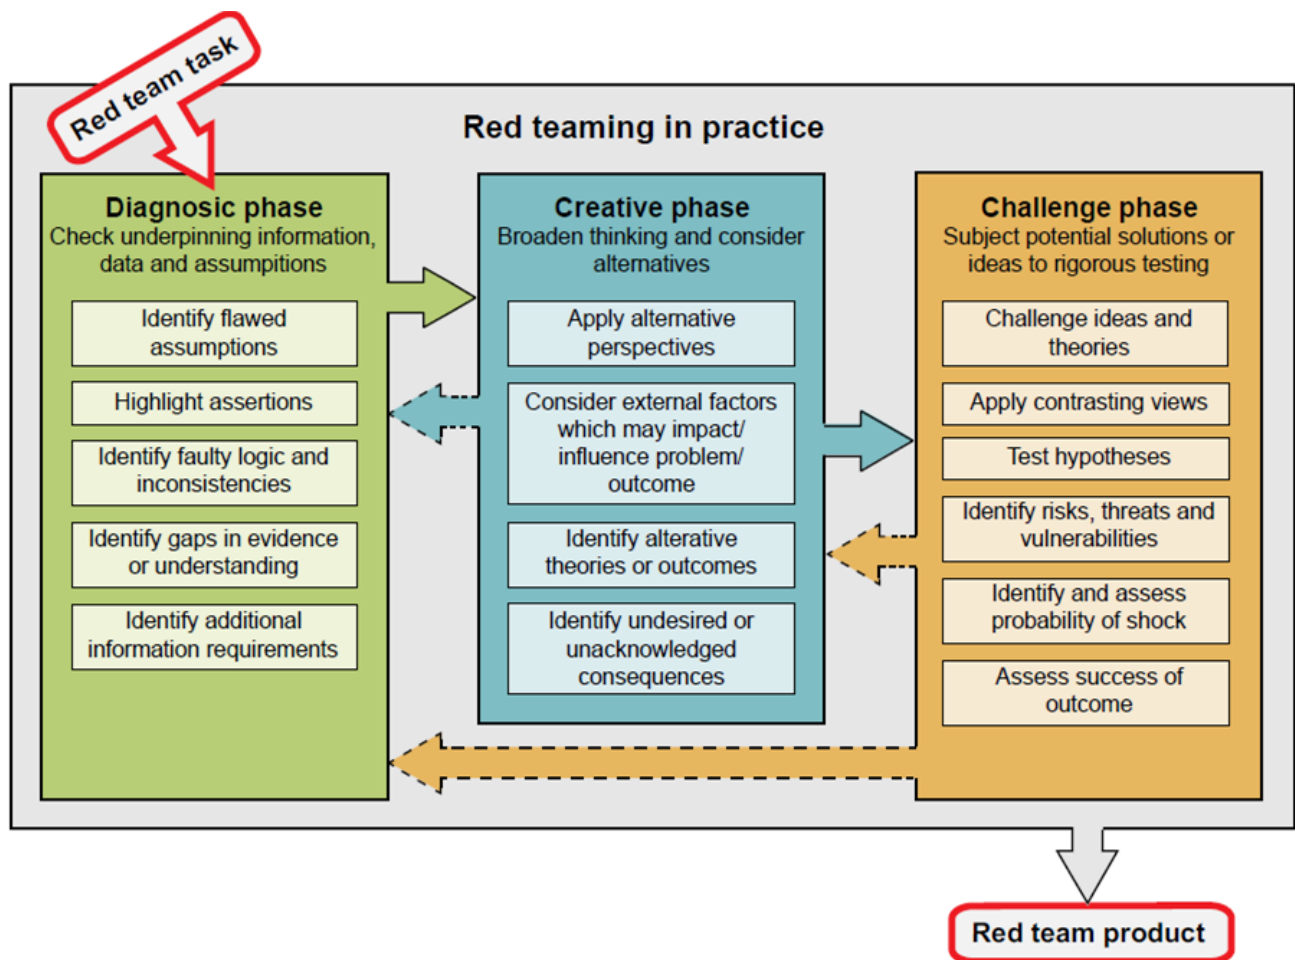 Red team task
Red teaming in practice
Diagnosic phase
Check underpinning information,
data and assumpitions
Identify flawed
assumptions
Highlight assertions
Identify faulty logic and
inconsistencies
Identify gaps in evidence
or understanding
Identify additional
information requirements
Creative phase
Broaden thinking and consider
alternatives
Apply alternative
perspectives
Consider external factors
which may impact/
influence problem/
outcome
Identify alterative
theories or outcomes
Identify undesired or
unacknowledged
consequences
Challenge phase
Subject potential solutions or
ideas to rigorous testing
Challenge ideas and
theories
Apply contrasting views
Test hypotheses
Identify risks, threats and
vulnerabilities
Identify and assess
probability of shock
Assess success of
outcome
Red team product